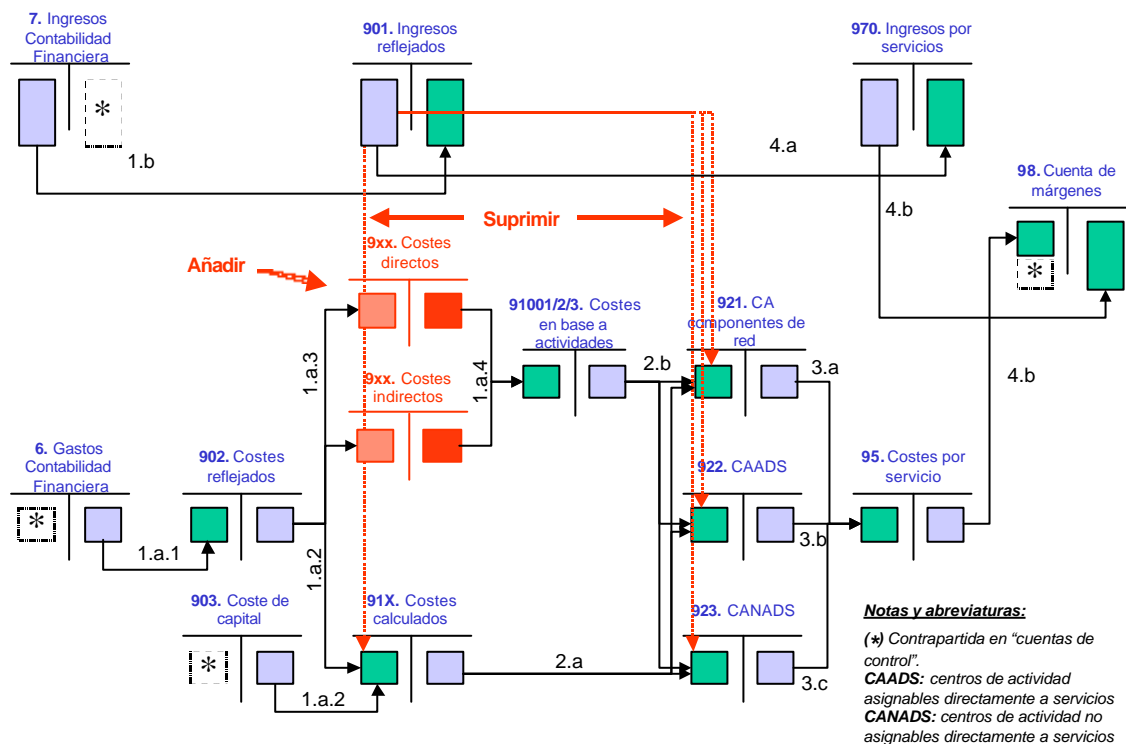 7. Ingresos
Contabilidad
Financiera
901. Ingresos
reflejados
970. Ingresos por
servicios
*
1.b
4.a
98. Cuenta de
márgenes
4.b
*
Suprimir
Añadir
9xx. Costes
directos
91001/2/3. Costes
en base a
actividades
921. CA
componentes de
red
1.a.3
1.a.4
2.b
3.a
4.b
9xx. Costes
indirectos
6. Gastos
Contabilidad
Financiera
902. Costes
reflejados
922. CAADS
95. Costes por
servicio
*
1.a.1
1.a.2
3.b
903. Coste de
capital
91X. Costes
calculados
923. CANADS
*
1.a.2
2.a
3.c
Notas y abreviaturas:
(*) Contrapartida en “cuentas de
control”.
CAADS: centros de actividad
asignables directamente a servicios
CANADS: centros de actividad no
asignables directamente a servicios